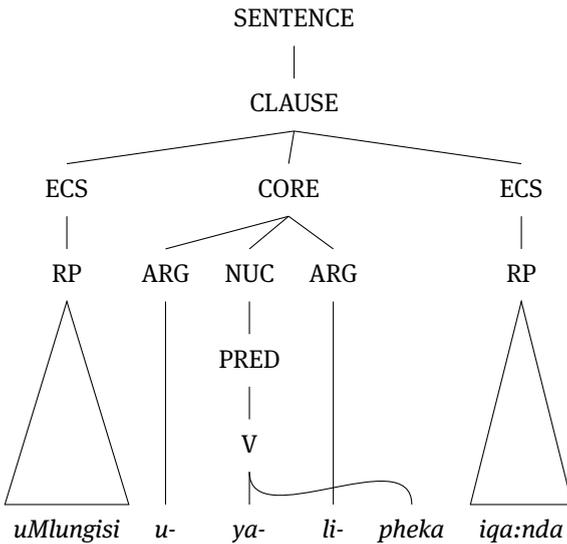 SENTENCE
CLAUSE
ECS CORE ECS
RP ARG NUC ARG RP
PRED
V
uMlungisi u- ya- li- pheka iqa:nda